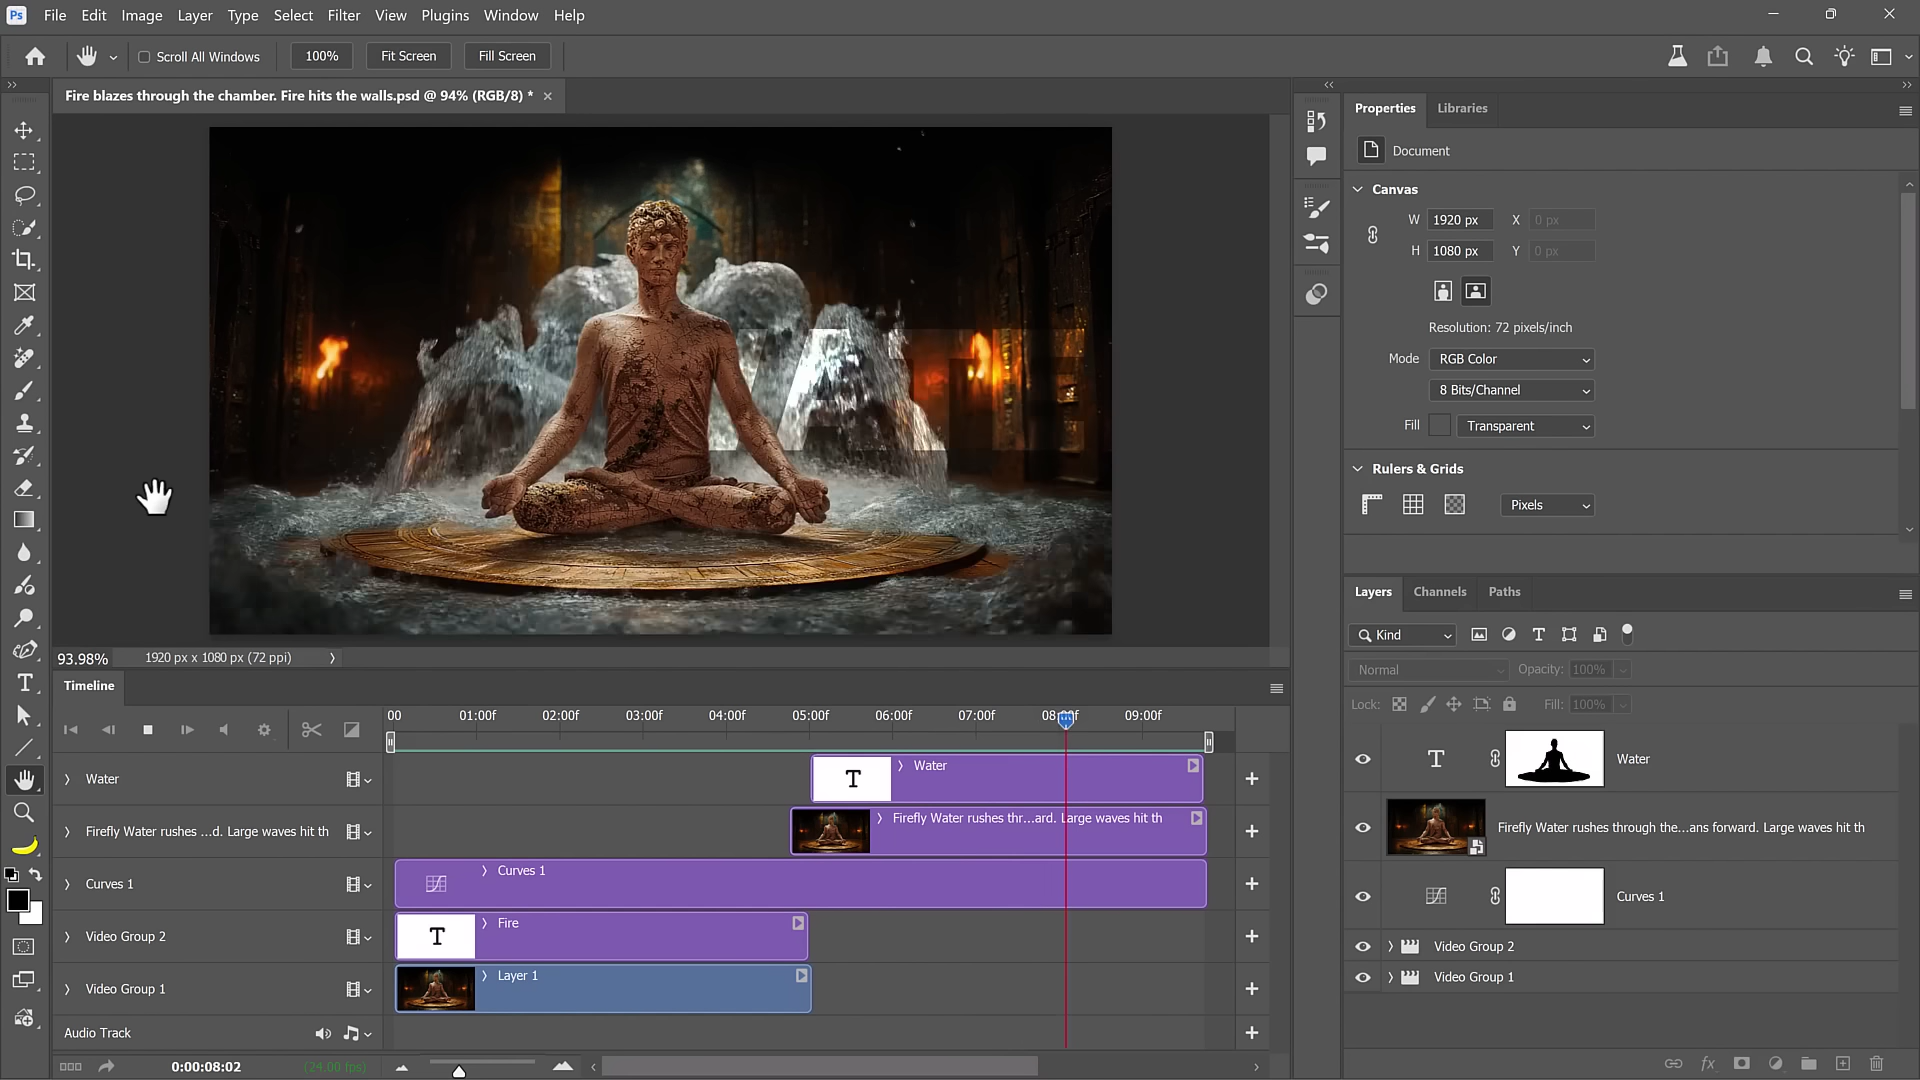 Ps File Edit Image Layer Type Select Filter View Plugins Window Help
Scroll All Windows 100% Fit Screen Fill Screen
Fire blazes through the chamber. Fire hits the walls.psd @ 94% (RGB/8) *
93.98% 1920 px x 1080 px (72 ppi)
Timeline
00 01:00f 02:00f 03:00f 04:00f 05:00f 06:00f 07:00f 08:00f 09:00f
Water T Water
Firefly Water rushes ...d. Large waves hit th Firefly Water rushes thr...ard. Large waves hit th
Curves 1 Curves 1
Video Group 2 T Fire
Video Group 1 Layer 1
Audio Track
0:00:08:02 (24.00 fps)
Properties Libraries
Document
Canvas
W 1920 px X 0 px
H 1080 px Y 0 px
Resolution: 72 pixels/inch
Mode RGB Color
8 Bits/Channel
Fill Transparent
Rulers & Grids
Pixels
Layers Channels Paths
Kind
Normal Opacity: 100%
Lock: Fill: 100%
T Water
Firefly Water rushes through the...ans forward. Large waves hit th
Curves 1
Video Group 2
Video Group 1
fx